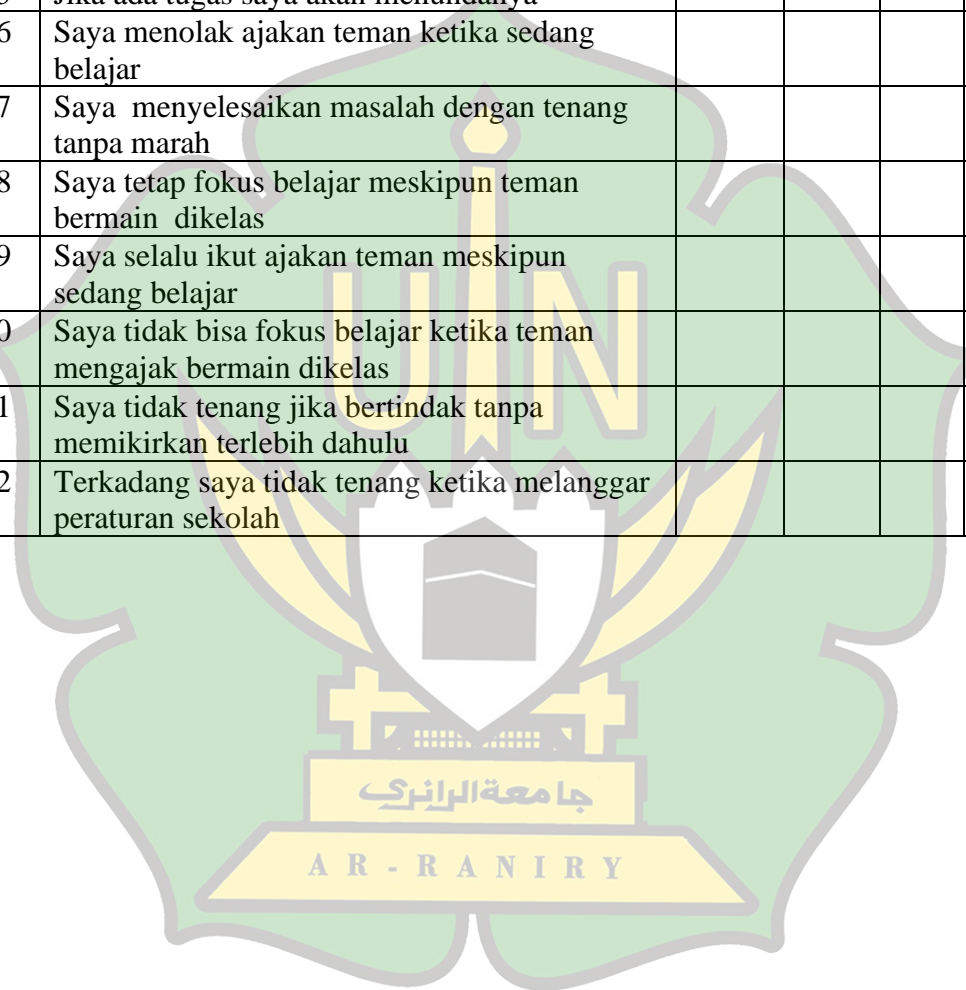 Jika ada tugas saya akan menundanya
6 Saya menolak ajakan teman ketika sedang
belajar
7 Saya menyelesaikan masalah dengan tenang
tanpa marah
8 Saya tetap fokus belajar meskipun teman
bermain dikelas
9 Saya selalu ikut ajakan teman meskipun
sedang belajar
0 Saya tidak bisa fokus belajar ketika teman
mengajak bermain dikelas
1 Saya tidak tenang jika bertindak tanpa
memikirkan terlebih dahulu
2 Terkadang saya tidak tenang ketika melanggar
peraturan sekolah
UIN
جامعة الرانري
AR-RANIRY